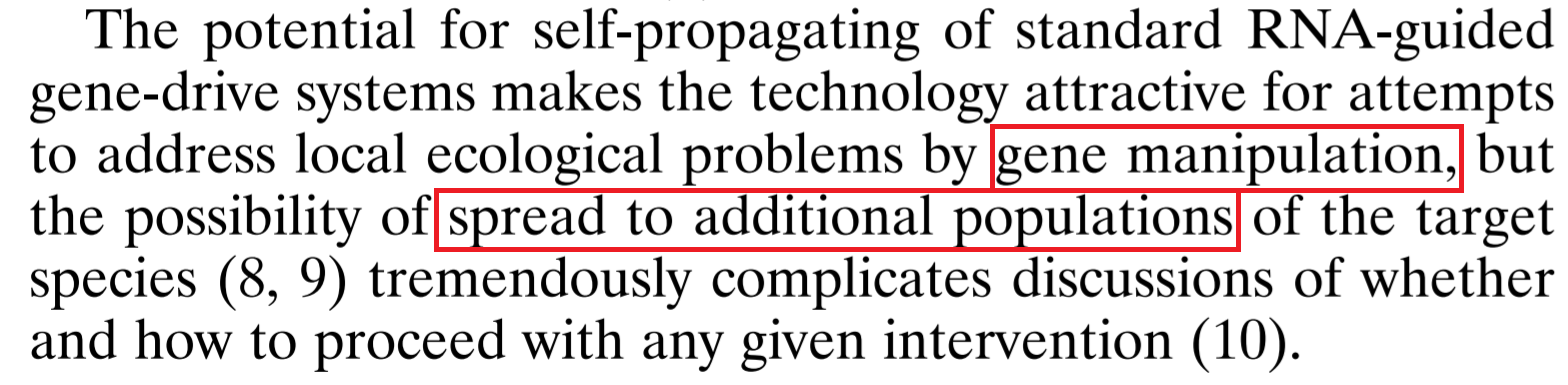 The potential for self-propagating of standard RNA-guided
gene-drive systems makes the technology attractive for attempts
to address local ecological problems by gene manipulation, but
the possibility of spread to additional populations of the target
species (8, 9) tremendously complicates discussions of whether
and how to proceed with any given intervention (10).